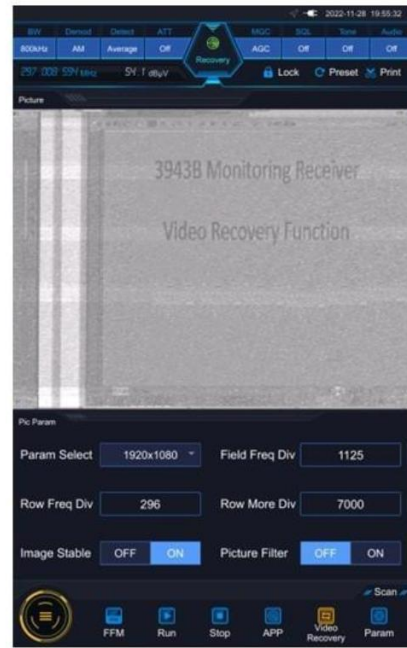 2022-11-28 19:55:32
BW Demod Detect ATT MGC SQL Tone Audio
800kHz AM Average Off Recovery AGC Off Off Off
297 008 594 MHz 54.1 dBμV Lock Preset Print
Picture
3943B Monitoring Receiver
Video Recovery Function
Pic Param
Param Select 1920x1080 Field Freq Div 1125
Row Freq Div 296 Row More Div 7000
Image Stable OFF ON Picture Filter OFF ON
Scan
FFM Run Stop APP Video Recovery Param